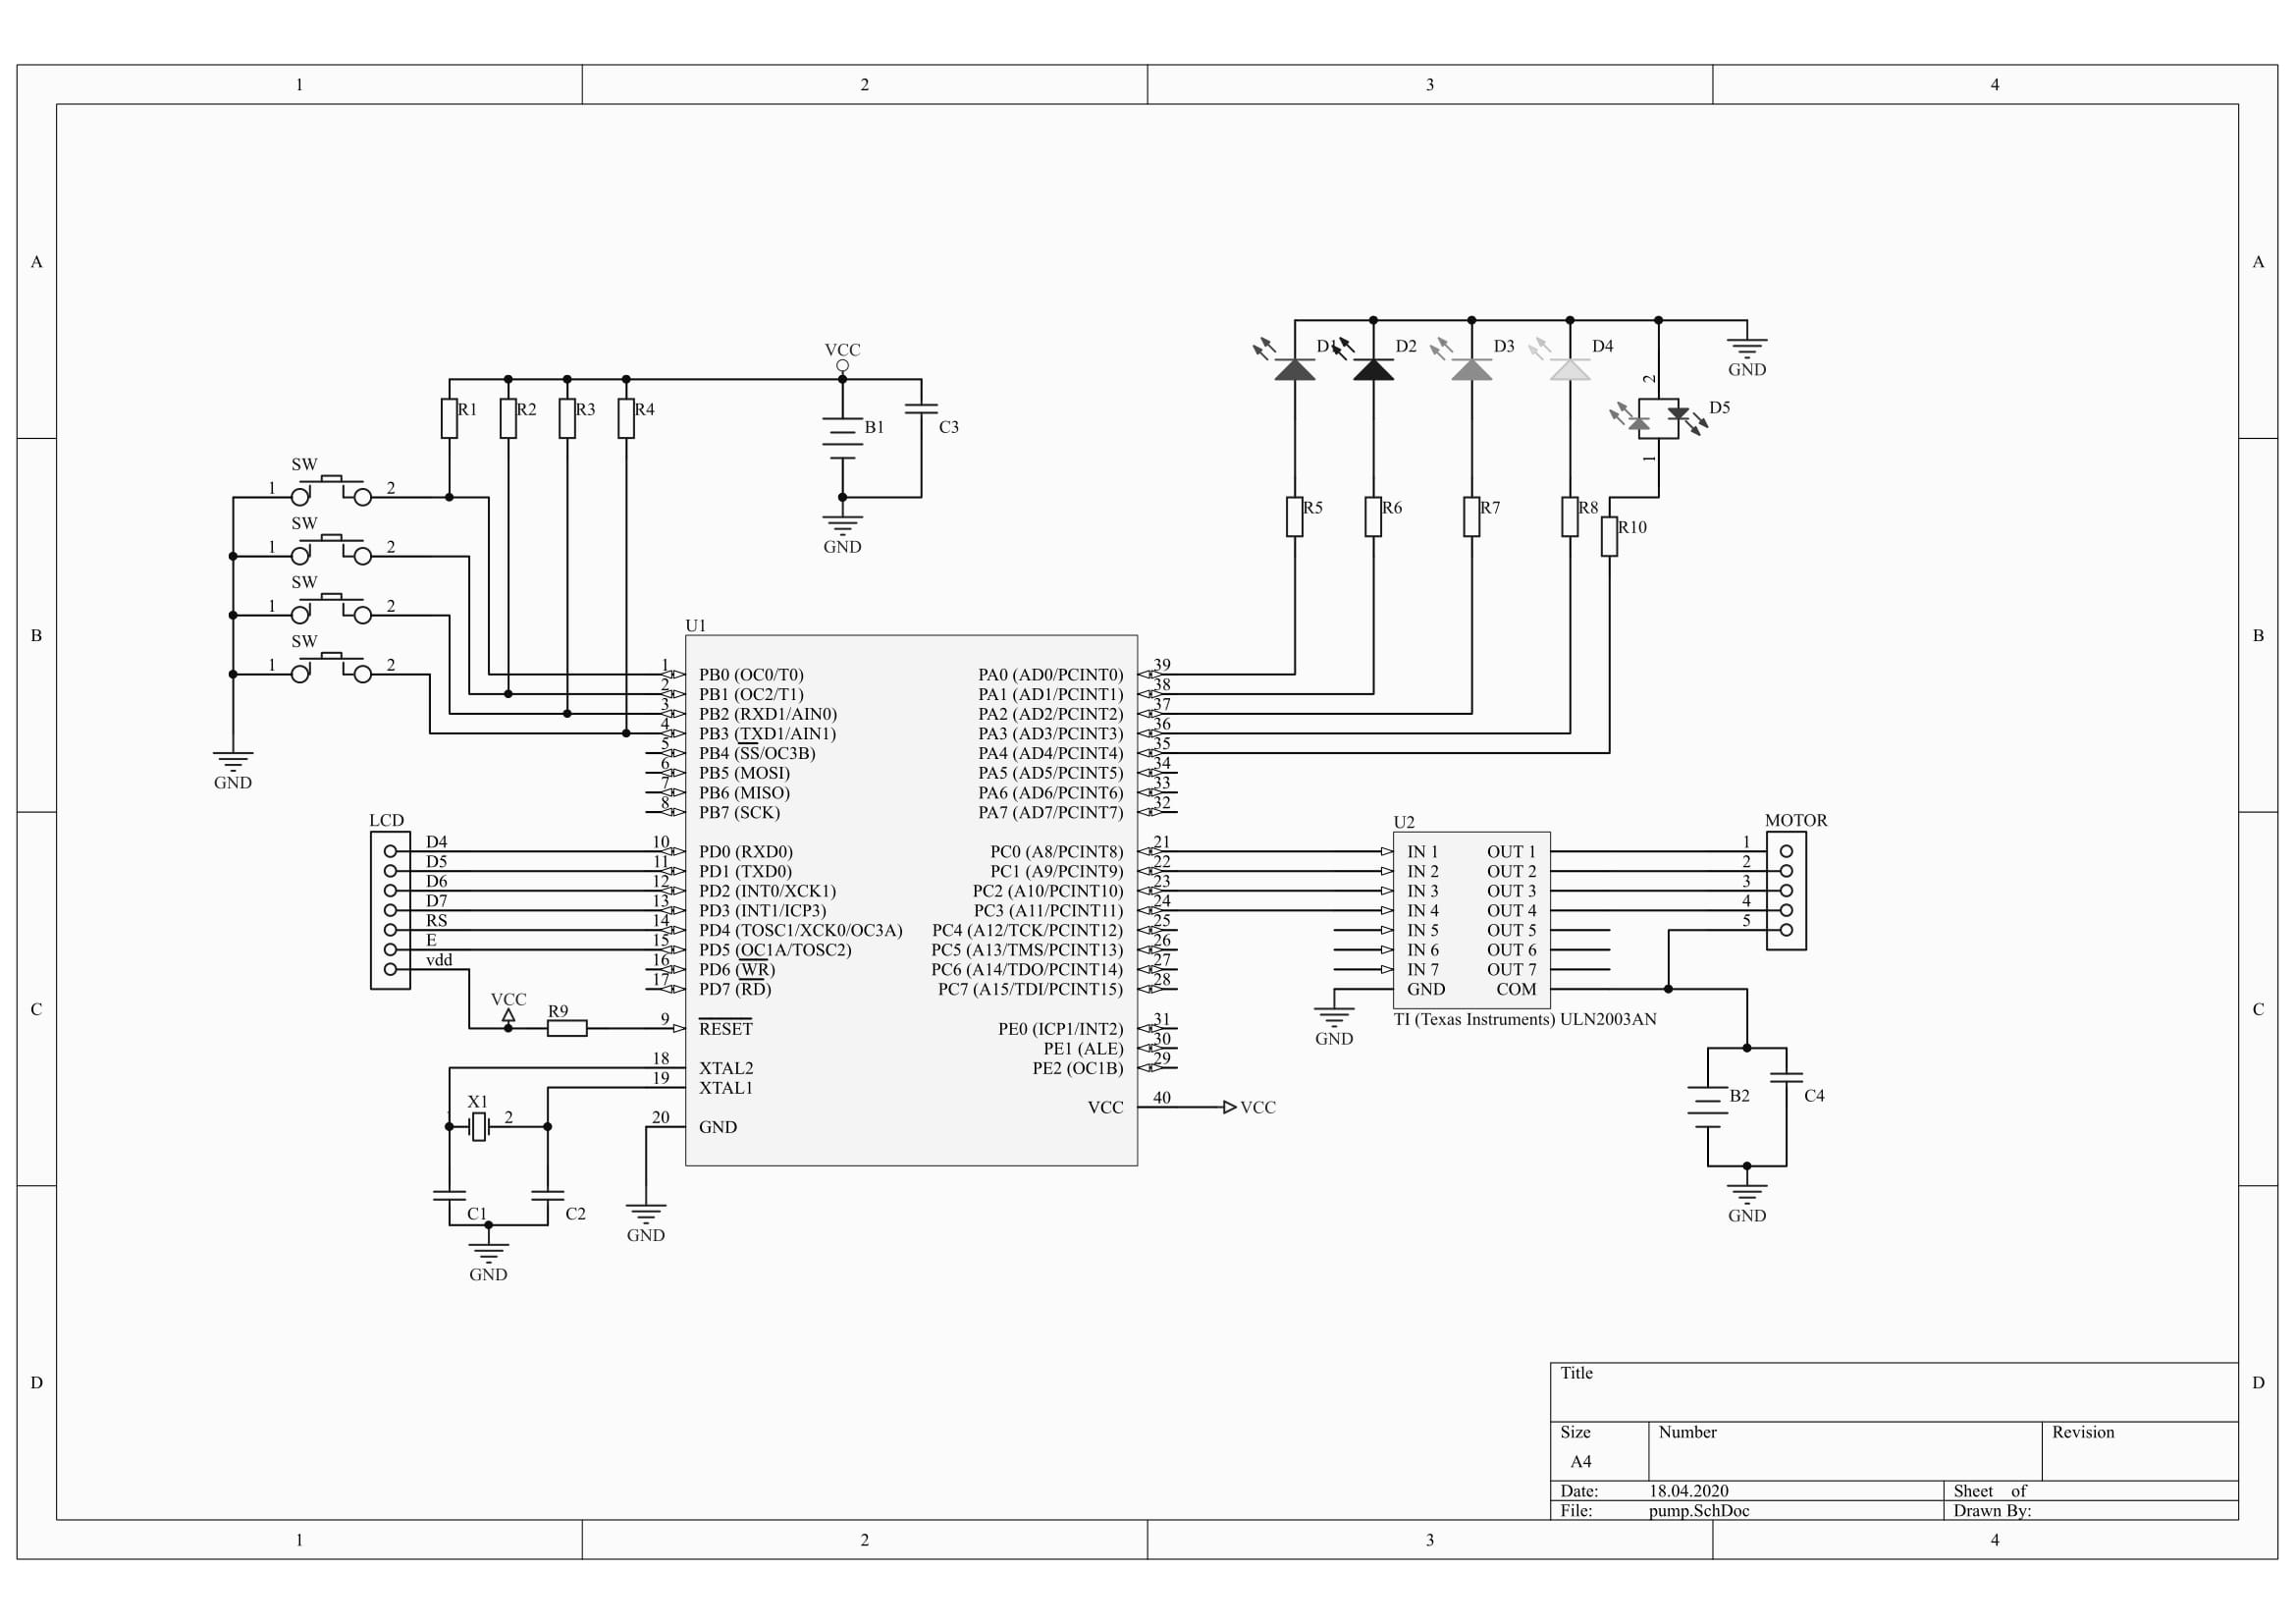 1 2 3 4
A A
VCC
GND
D1 D2 D3 D4
2
D5
1
R1 R2 R3 R4
B1 C3
GND
SW
1 2
SW
1 2
SW
1 2
SW
1 2
GND
R5 R6 R7 R8
R10
B B
U1
1 PB0 (OC0/T0) PA0 (AD0/PCINT0) 39
2 PB1 (OC2/T1) PA1 (AD1/PCINT1) 38
3 PB2 (RXD1/AIN0) PA2 (AD2/PCINT2) 37
4 PB3 (TXD1/AIN1) PA3 (AD3/PCINT3) 36
5 PB4 (SS/OC3B) PA4 (AD4/PCINT4) 35
6 PB5 (MOSI) PA5 (AD5/PCINT5) 34
7 PB6 (MISO) PA6 (AD6/PCINT6) 33
8 PB7 (SCK) PA7 (AD7/PCINT7) 32
LCD
D4 10 PD0 (RXD0) PC0 (A8/PCINT8) 21
D5 11 PD1 (TXD0) PC1 (A9/PCINT9) 22
D6 12 PD2 (INT0/XCK1) PC2 (A10/PCINT10) 23
D7 13 PD3 (INT1/ICP3) PC3 (A11/PCINT11) 24
RS 14 PD4 (TOSC1/XCK0/OC3A) PC4 (A12/TCK/PCINT12) 25
E 15 PD5 (OC1A/TOSC2) PC5 (A13/TMS/PCINT13) 26
vdd 16 PD6 (WR) PC6 (A14/TDO/PCINT14) 27
17 PD7 (RD) PC7 (A15/TDI/PCINT15) 28
VCC R9
9 RESET PE0 (ICP1/INT2) 31
PE1 (ALE) 30
18 XTAL2 PE2 (OC1B) 29
19 XTAL1
VCC 40 VCC
20 GND
X1
1 2
C1 C2
GND
GND
U2 MOTOR
IN 1 OUT 1 1
IN 2 OUT 2 2
IN 3 OUT 3 3
IN 4 OUT 4 4
IN 5 OUT 5 5
IN 6 OUT 6
IN 7 OUT 7
GND COM
TI (Texas Instruments) ULN2003AN
GND
B2 C4
GND
C C
D D
Title
Size Number Revision
A4
Date: 18.04.2020 Sheet of
File: pump.SchDoc Drawn By:
1 2 3 4